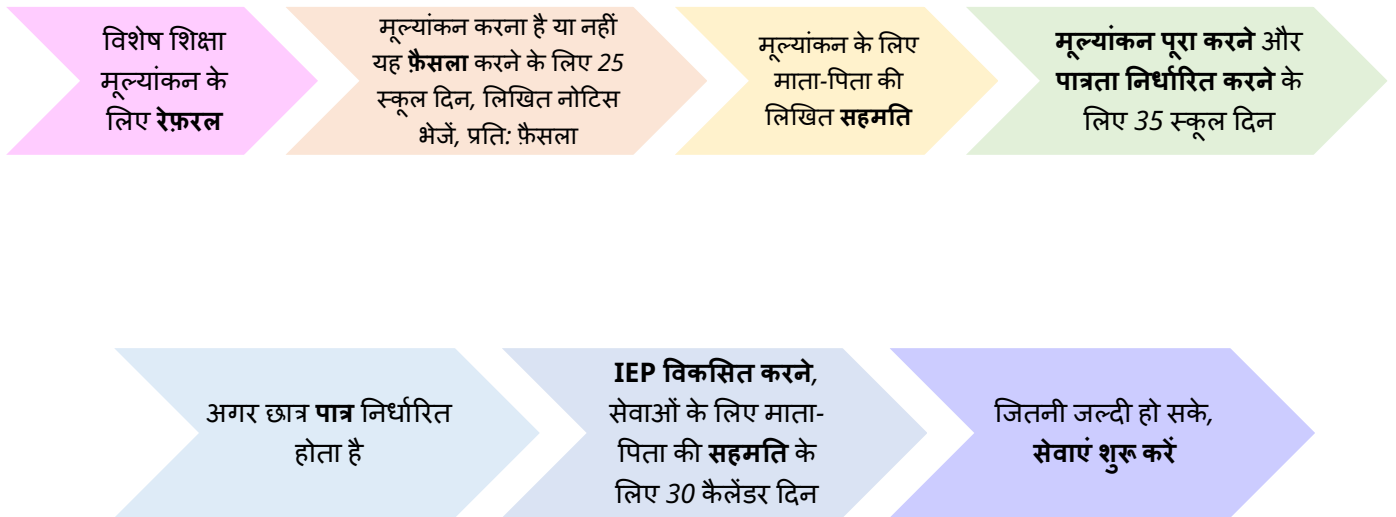 विशेष शिक्षा
मूल्यांकन के
लिए रेफ़रल
मूल्यांकन करना है या नहीं
यह फ़ैसला करने के लिए 25
स्कूल दिन, लिखित नोटिस
भेजें, प्रति: फ़ैसला
मूल्यांकन के लिए
माता-पिता की
लिखित सहमति
मूल्यांकन पूरा करने और
पात्रता निर्धारित करने के
लिए 35 स्कूल दिन
अगर छात्र पात्र निर्धारित
होता है
IEP विकसित करने,
सेवाओं के लिए माता-
पिता की सहमति के
लिए 30 कैलेंडर दिन
जितनी जल्दी हो सके,
सेवाएं शुरू करें